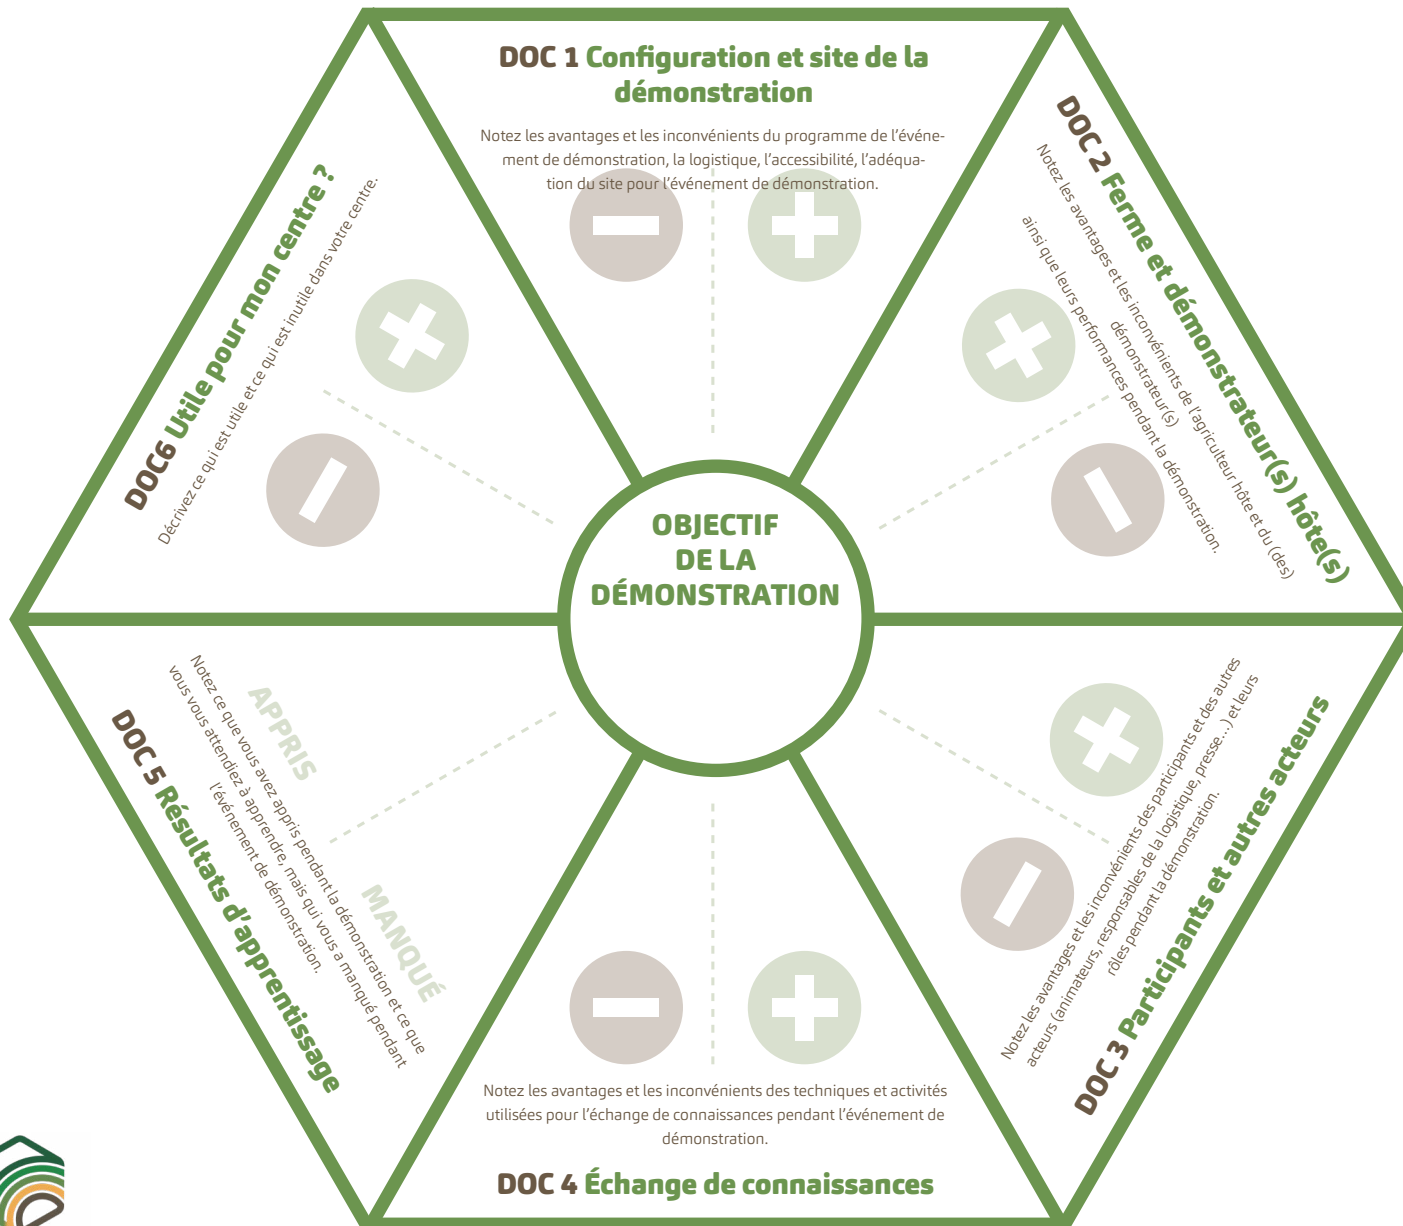 DOC 1 Configuration et site de la
démonstration
Notez les avantages et les inconvénients du programme de l'événe-
ment de démonstration, la logistique, l'accessibilité, l'adéqua-
tion du site pour l'événement de démonstration.
DOC 2 Ferme et démonstrateur(s) hôte(s)
Notez les avantages et les inconvénients de l'agriculteur hôte et du (des)
démonstrateur(s)
ainsi que leurs performances pendant la démonstration.
DOC6 Utile pour mon centre ?
Décrivez ce qui est utile et ce qui est inutile dans votre centre.
OBJECTIF
DE LA
DÉMONSTRATION
DOC 3 Participants et autres acteurs
Notez les avantages et les inconvénients des participants et des autres
acteurs (animateurs, responsables de la logistique, presse...) et leurs
rôles pendant la démonstration.
DOC 5 Résultats d'apprentissage
Notez ce que vous avez appris pendant la démonstration et ce que
vous vous attendiez à apprendre, mais qui vous a manqué pendant
l'événement de démonstration.
APPRIS
MANQUÉ
Notez les avantages et les inconvénients des techniques et activités
utilisées pour l'échange de connaissances pendant l'événement de
démonstration.
DOC 4 Échange de connaissances